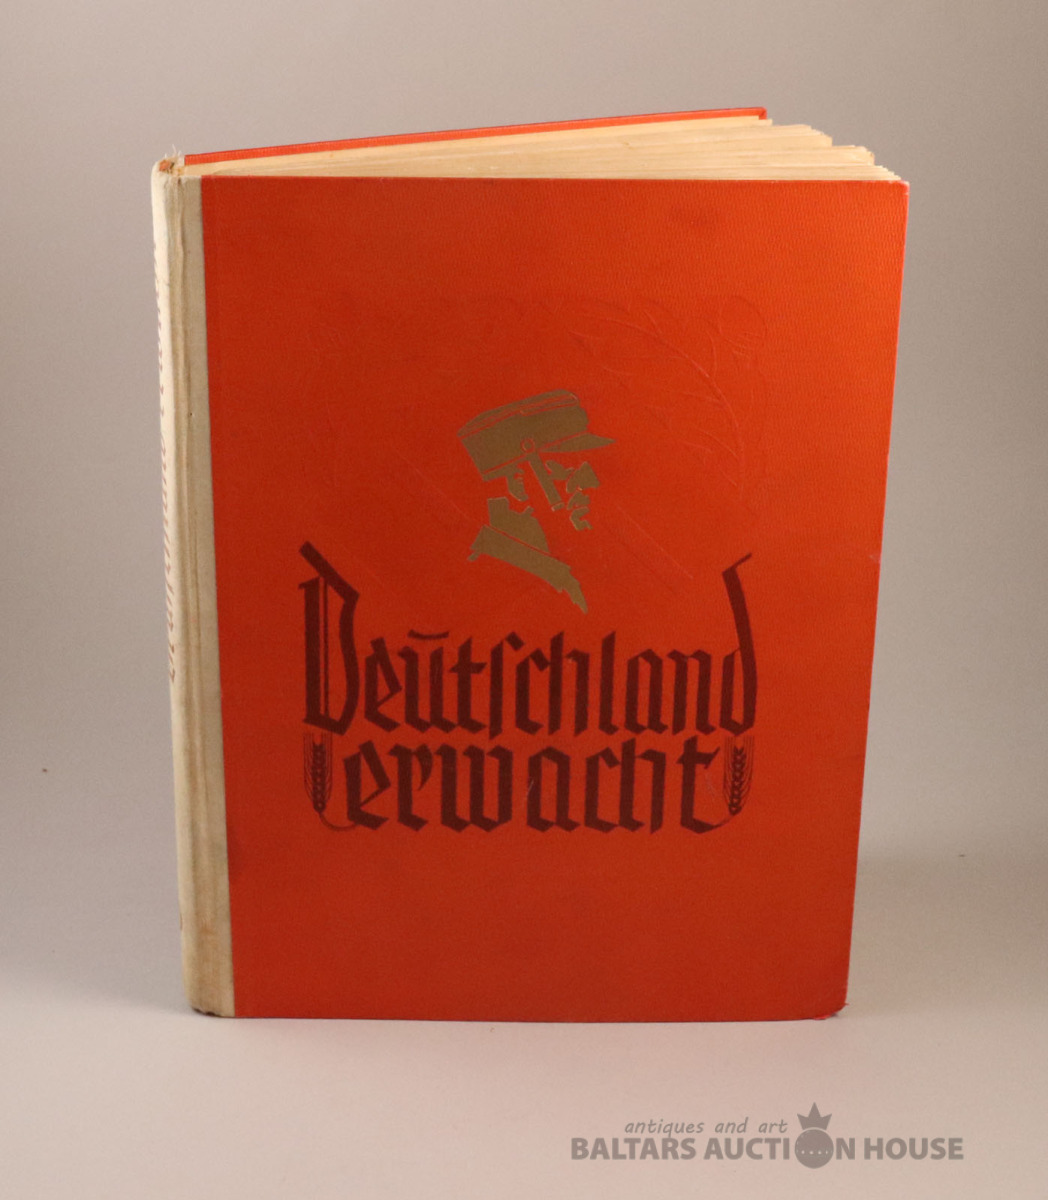 Deutschland
erwacht
antiques and art
BALTARS AUCTION HOUSE